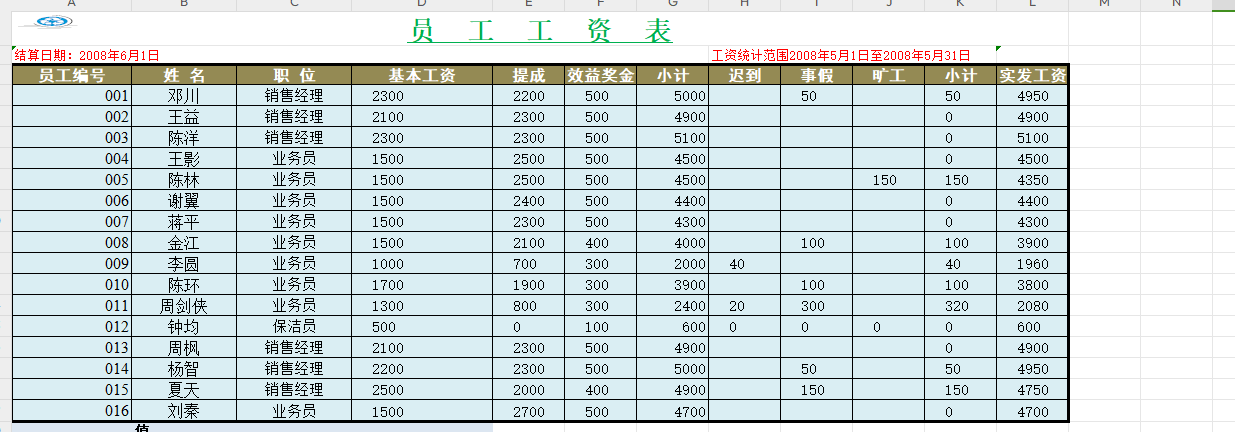 A B C D E F G H I J K L M N
员 工 工 资 表
结算日期：2008年6月1日 工资统计范围2008年5月1日至2008年5月31日
员工编号 姓 名 职 位 基本工资 提成 效益奖金 小计 迟到 事假 旷工 小计 实发工资
001 邓川 销售经理 2300 2200 500 5000 50 50 4950
002 王益 销售经理 2100 2300 500 4900 0 4900
003 陈洋 销售经理 2300 2300 500 5100 0 5100
004 王影 业务员 1500 2500 500 4500 0 4500
005 陈林 业务员 1500 2500 500 4500 150 150 4350
006 谢翼 业务员 1500 2400 500 4400 0 4400
007 蒋平 业务员 1500 2300 500 4300 0 4300
008 金江 业务员 1500 2100 400 4000 100 100 3900
009 李圆 业务员 1000 700 300 2000 40 40 1960
010 陈环 业务员 1700 1900 300 3900 100 100 3800
011 周剑侠 业务员 1300 800 300 2400 20 300 320 2080
012 钟均 保洁员 500 0 100 600 0 0 0 0 600
013 周枫 销售经理 2100 2300 500 4900 0 4900
014 杨智 销售经理 2200 2300 500 5000 50 50 4950
015 夏天 销售经理 2500 2000 400 4900 150 150 4750
016 刘秦 业务员 1500 2700 500 4700 0 4700
值